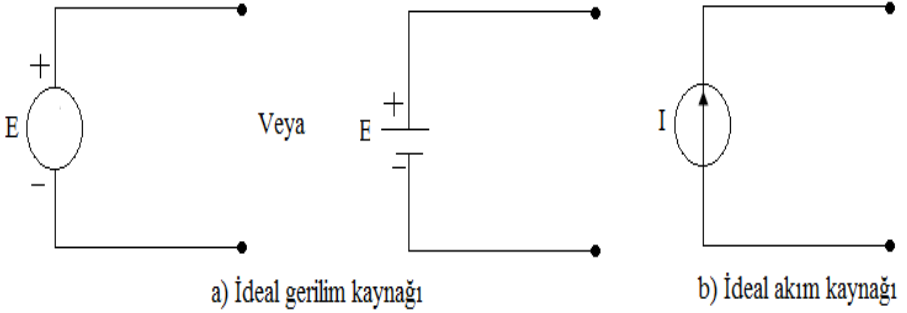 +
E
−
Veya
+
E
−
I
a) İdeal gerilim kaynağı
b) İdeal akım kaynağı